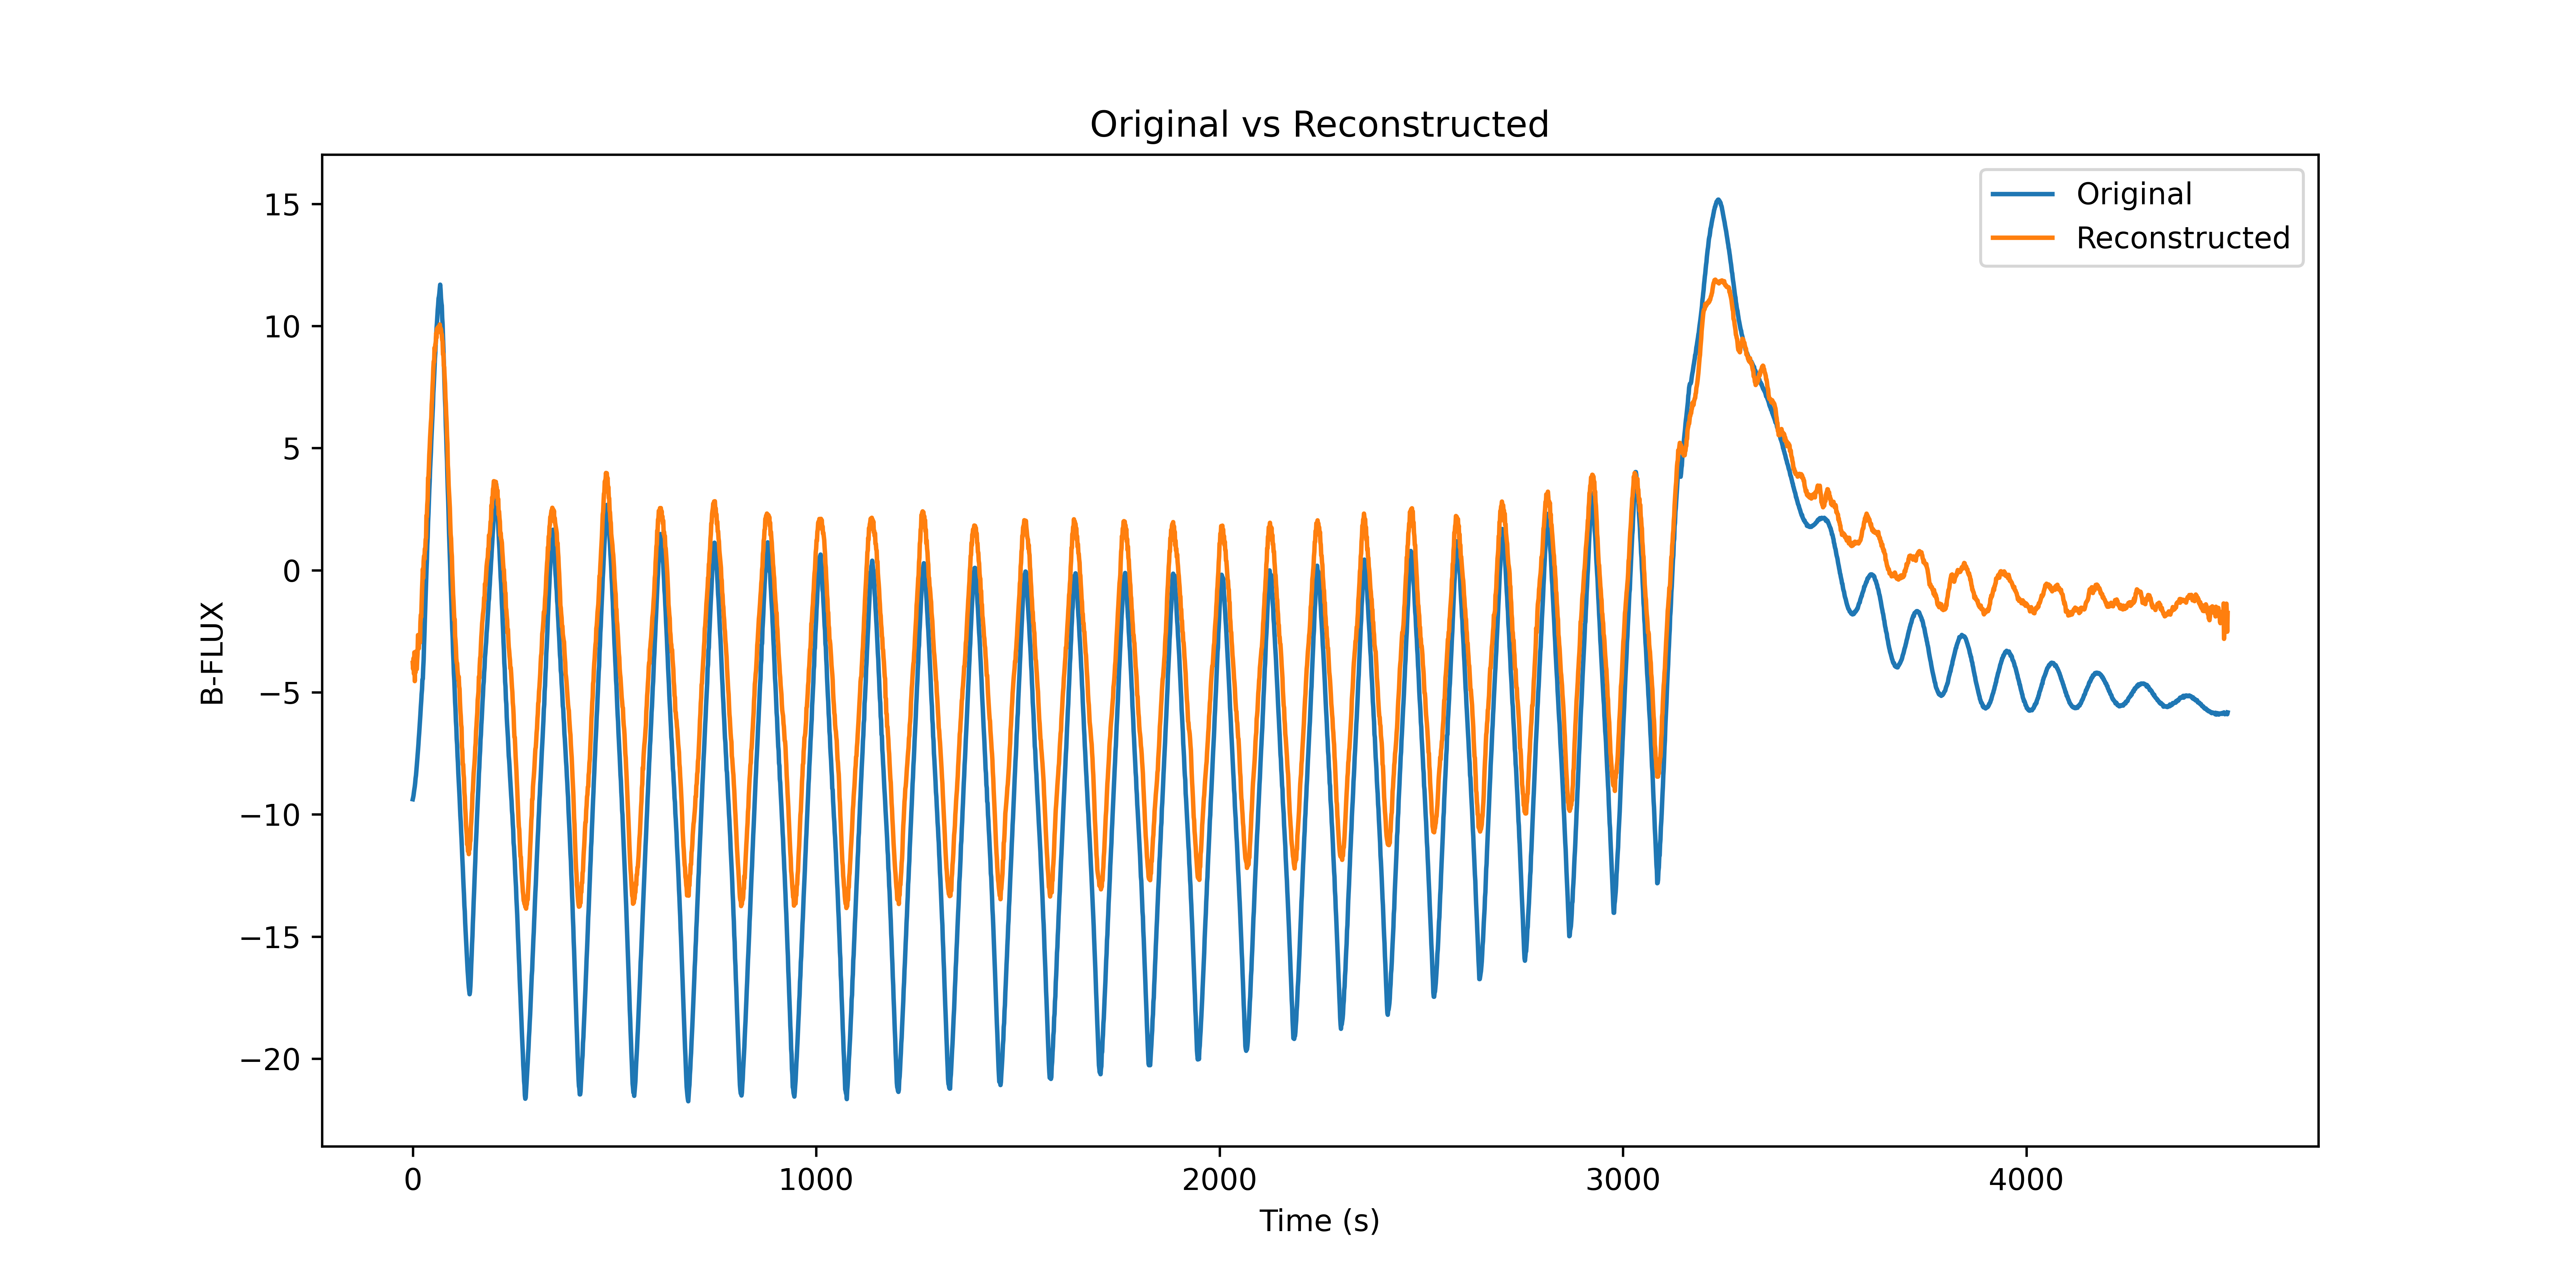 Original vs Reconstructed
Original
Reconstructed
B-FLUX
15
10
5
0
−5
−10
−15
−20
0
1000
2000
3000
4000
Time (s)